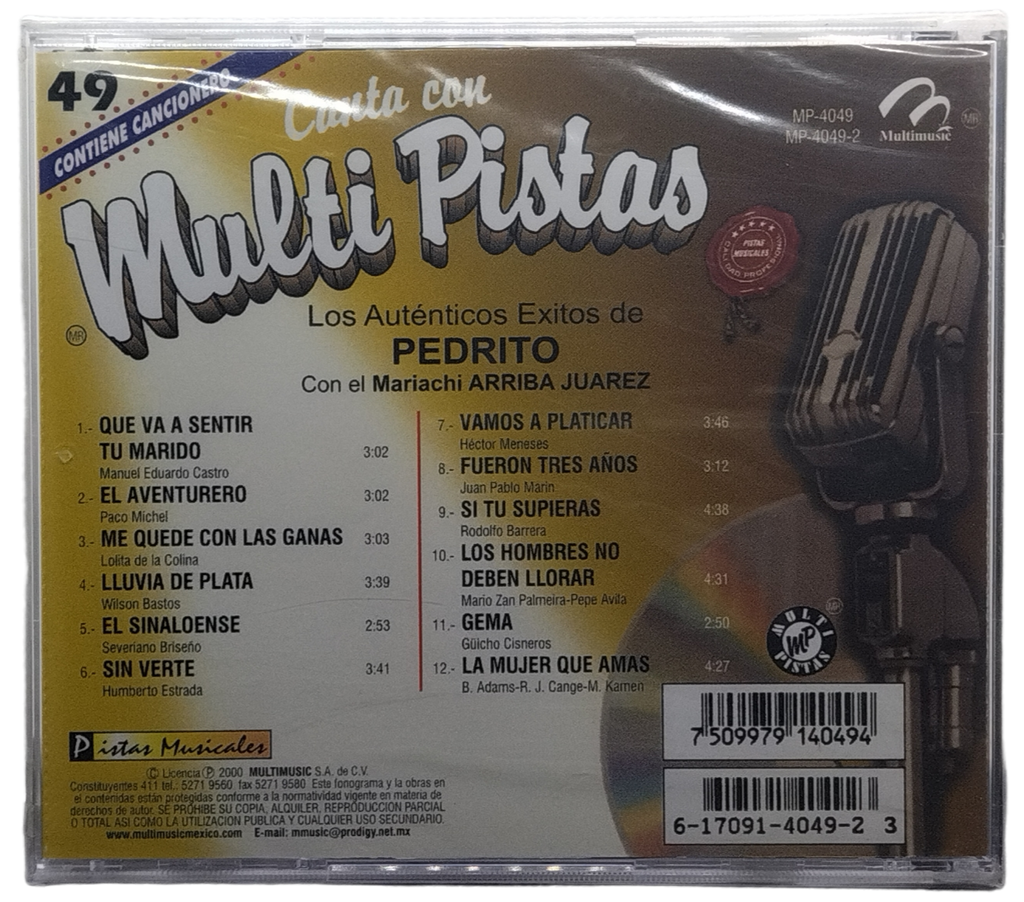 49
CONTIENE CANCIONERO
Canta con
Multi Pistas
MR
MP-4049
MP-4049-2
Multimusic
MR
PISTAS
MUSICALES
CALIDAD PROFESIONAL
Los Auténticos Exitos de
PEDRITO
Con el Mariachi ARRIBA JUAREZ
1.- QUE VA A SENTIR
TU MARIDO 3:02
Manuel Eduardo Castro
2.- EL AVENTURERO 3:02
Paco Michel
3.- ME QUEDE CON LAS GANAS 3:03
Lolita de la Colina
4.- LLUVIA DE PLATA 3:39
Wilson Bastos
5.- EL SINALOENSE 2:53
Severiano Briseño
6.- SIN VERTE 3:41
Humberto Estrada
7.- VAMOS A PLATICAR 3:46
Héctor Meneses
8.- FUERON TRES AÑOS 3:12
Juan Pablo Marin
9.- SI TU SUPIERAS 4:38
Rodolfo Barrera
10.- LOS HOMBRES NO
DEBEN LLORAR 4:31
Mario Zan Palmeira-Pepe Avila
11.- GEMA 2:50
Güicho Cisneros
12.- LA MUJER QUE AMAS 4:27
B. Adams-R. J. Cange-M. Kamen
MULTI
MP
PISTAS
MR
Pistas Musicales
© Licencia Ⓟ 2000 MULTIMUSIC S.A. de C.V.
Constituyentes 411 tel.: 5271 9560 fax 5271 9580 Este fonograma y la obras en
el contenidas están protegidas conforme a la normatividad vigente en materia de
derechos de autor. SE PROHIBE SU COPIA, ALQUILER, REPRODUCCION PARCIAL
O TOTAL ASI COMO LA UTILIZACION PUBLICA Y CUALQUIER USO SECUNDARIO.
www.multimusicmexico.com E-mail: mmusic@prodigy.net.mx
7 509979 140494
6-17091-4049-2 3